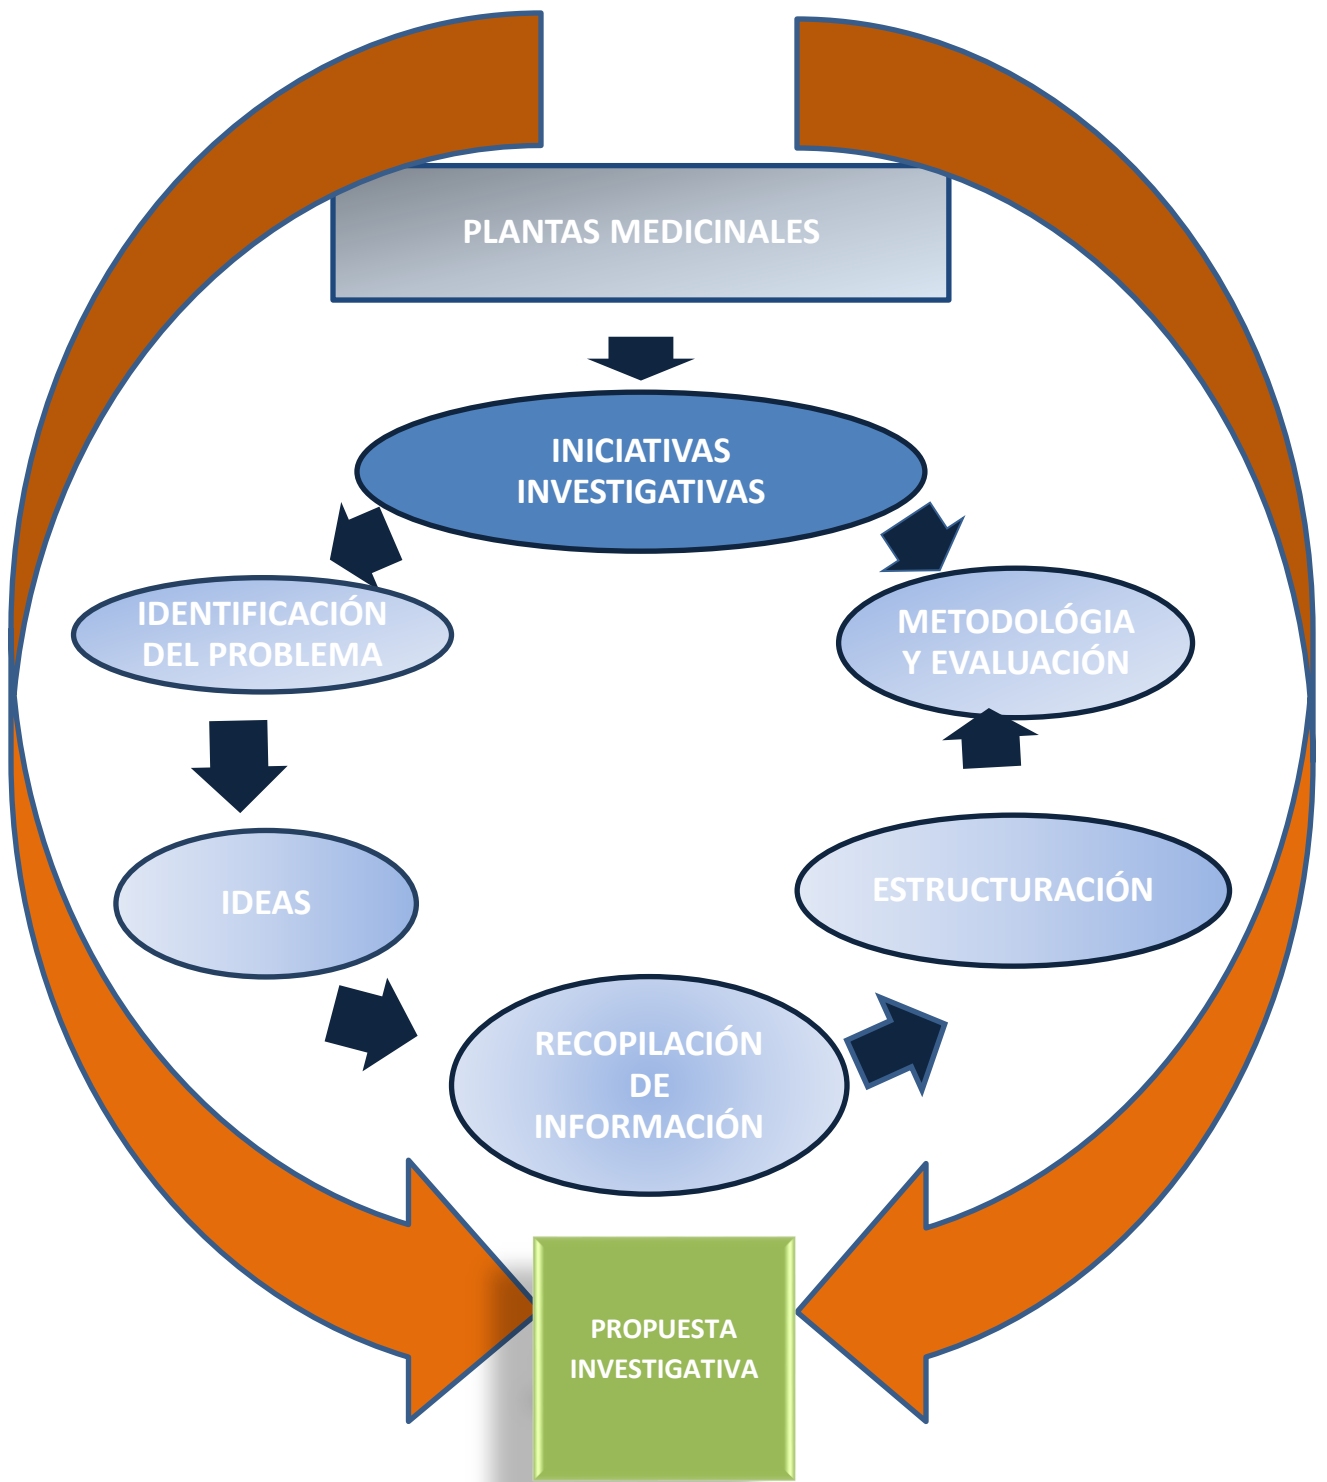 PLANTAS MEDICINALES
INICIATIVAS
INVESTIGATIVAS
IDENTIFICACIÓN
DEL PROBLEMA
METODOLÓGIA
Y EVALUACIÓN
IDEAS
ESTRUCTURACIÓN
RECOPILACIÓN
DE
INFORMACIÓN
PROPUESTA
INVESTIGATIVA